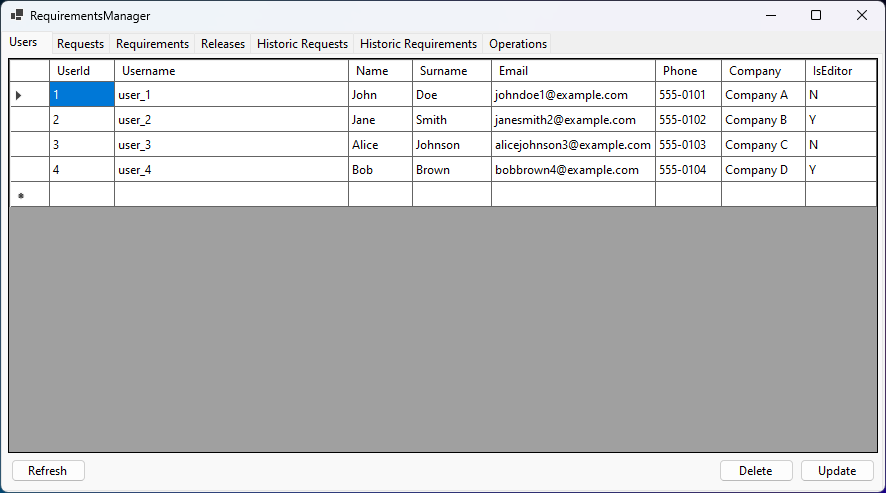 RequirementsManager
Users Requests Requirements Releases Historic Requests Historic Requirements Operations
UserId Username Name Surname Email Phone Company IsEditor
1 user_1 John Doe johndoe1@example.com 555-0101 Company A N
2 user_2 Jane Smith janesmith2@example.com 555-0102 Company B Y
3 user_3 Alice Johnson alicejohnson3@example.com 555-0103 Company C N
4 user_4 Bob Brown bobbrown4@example.com 555-0104 Company D Y
Refresh Delete Update